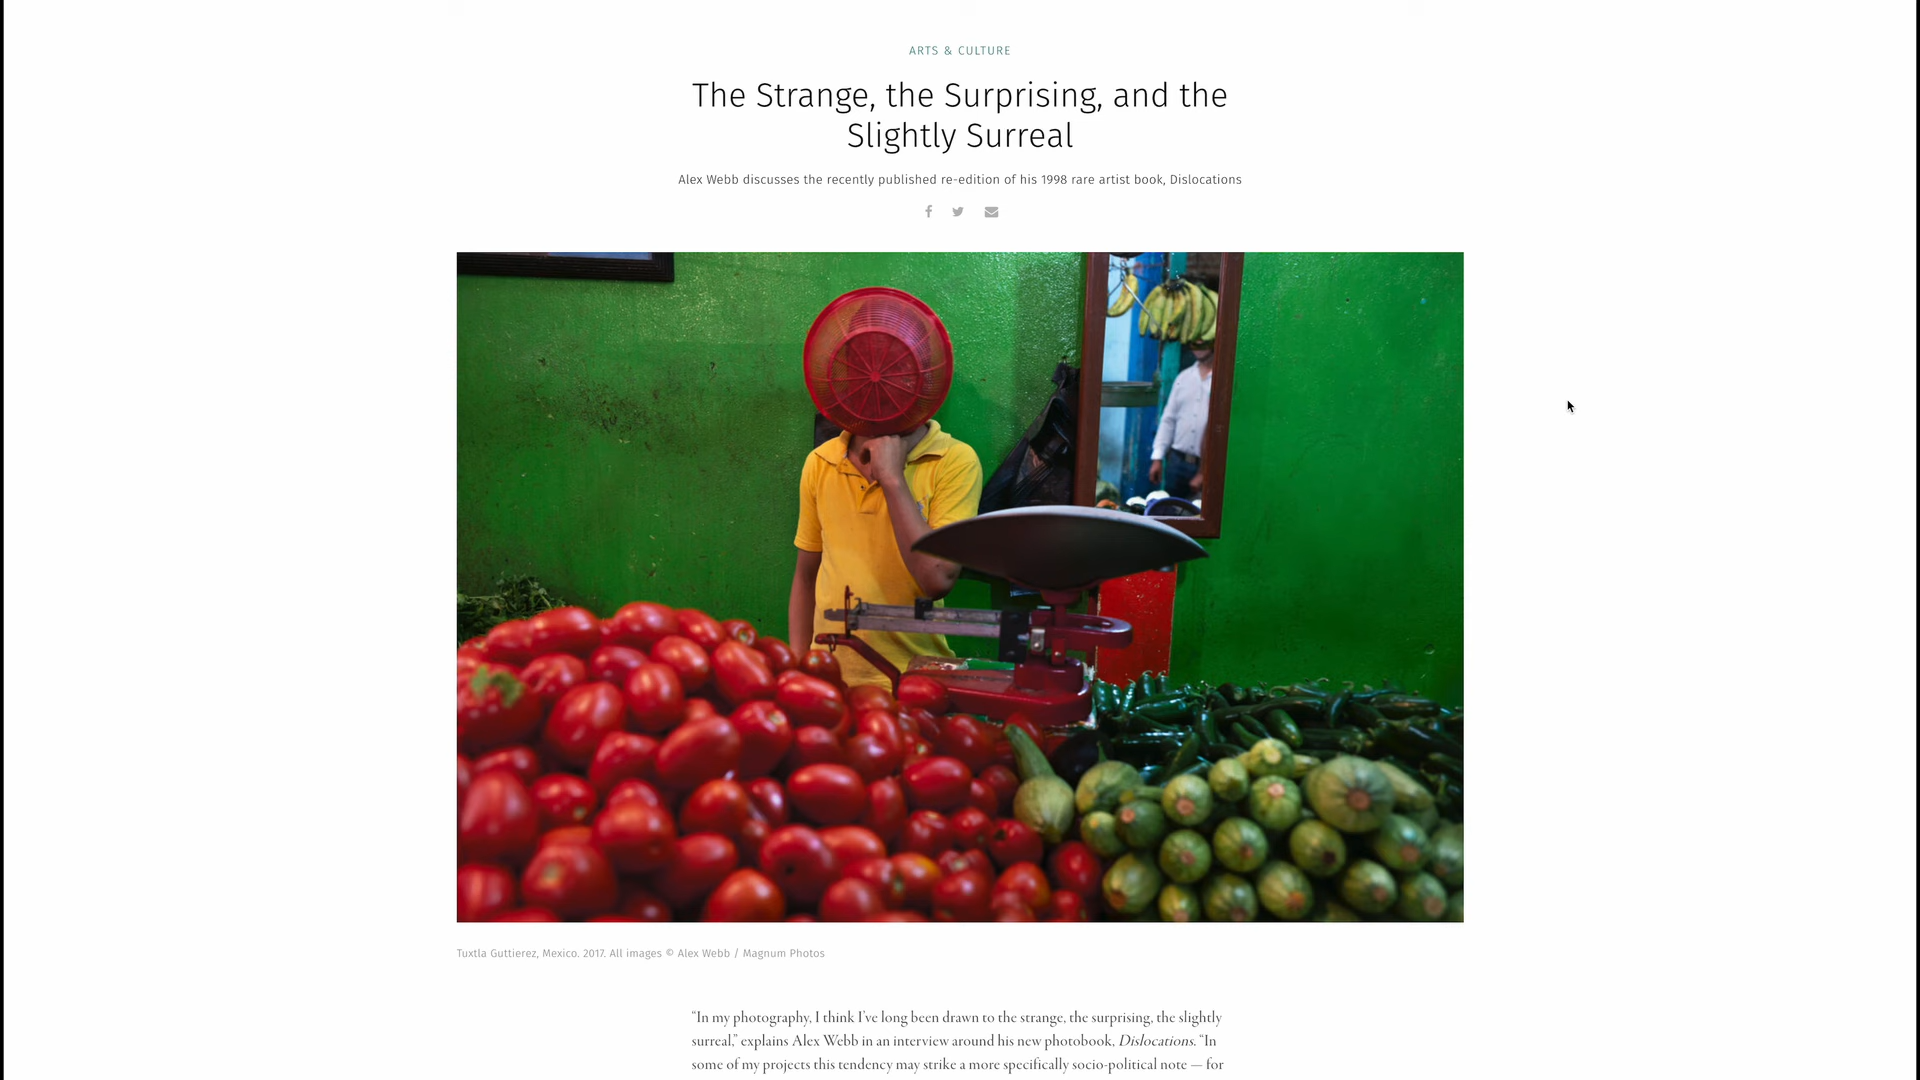 ARTS & CULTURE
The Strange, the Surprising, and the
Slightly Surreal
Alex Webb discusses the recently published re-edition of his 1998 rare artist book, Dislocations
Tuxtla Guttierez, Mexico. 2017. All images © Alex Webb / Magnum Photos
“In my photography, I think I’ve long been drawn to the strange, the surprising, the slightly
surreal,” explains Alex Webb in an interview around his new photobook, Dislocations. “In
some of my projects this tendency may strike a more specifically socio-political note — for